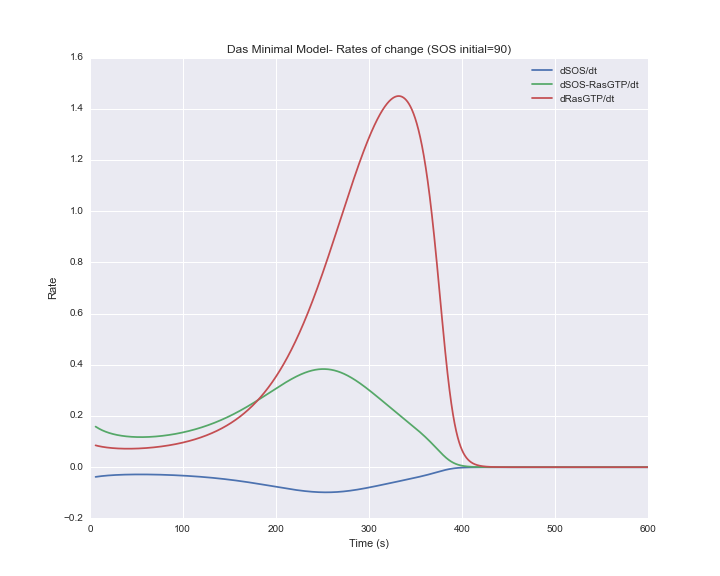 Das Minimal Model- Rates of change (SOS initial=90)
1.6
1.4
1.2
1.0
0.8
0.6
0.4
0.2
0.0
−0.2
Rate
dSOS/dt
dSOS-RasGTP/dt
dRasGTP/dt
0 100 200 300 400 500 600
Time (s)